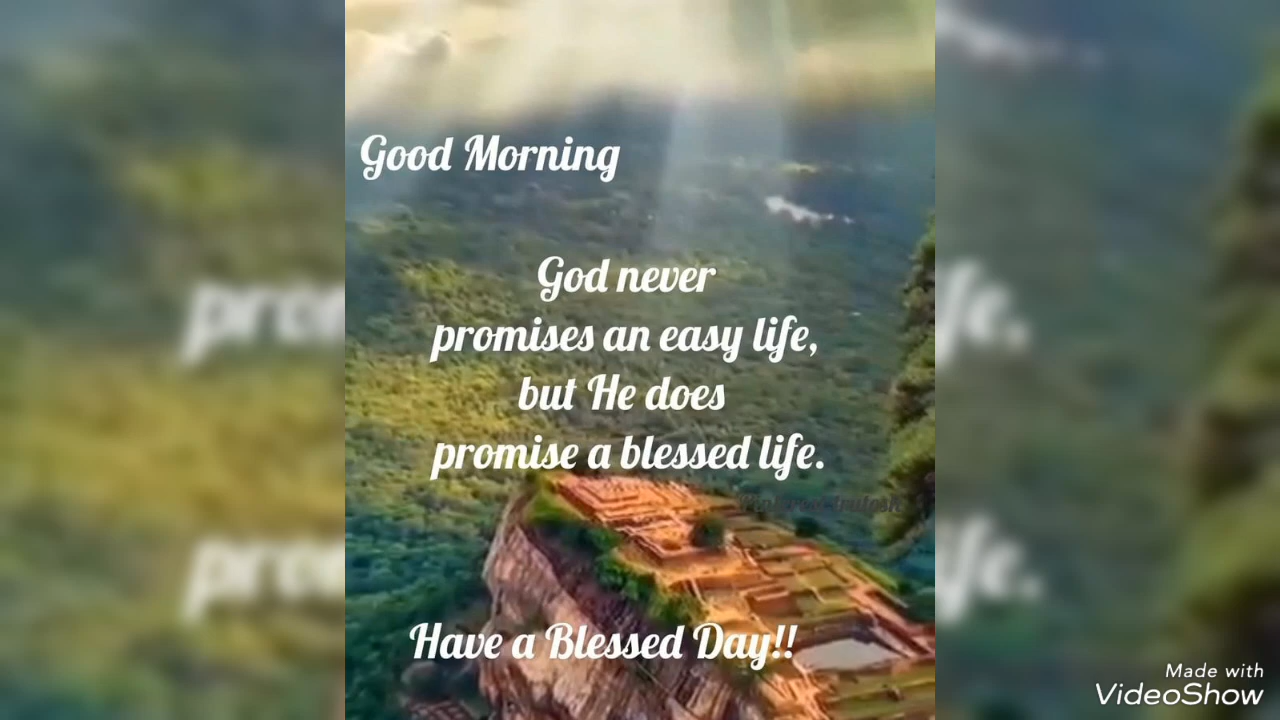 Good Morning
God never
promises an easy life,
but He does
promise a blessed life.
Have a Blessed Day!!
Made with
VideoShow